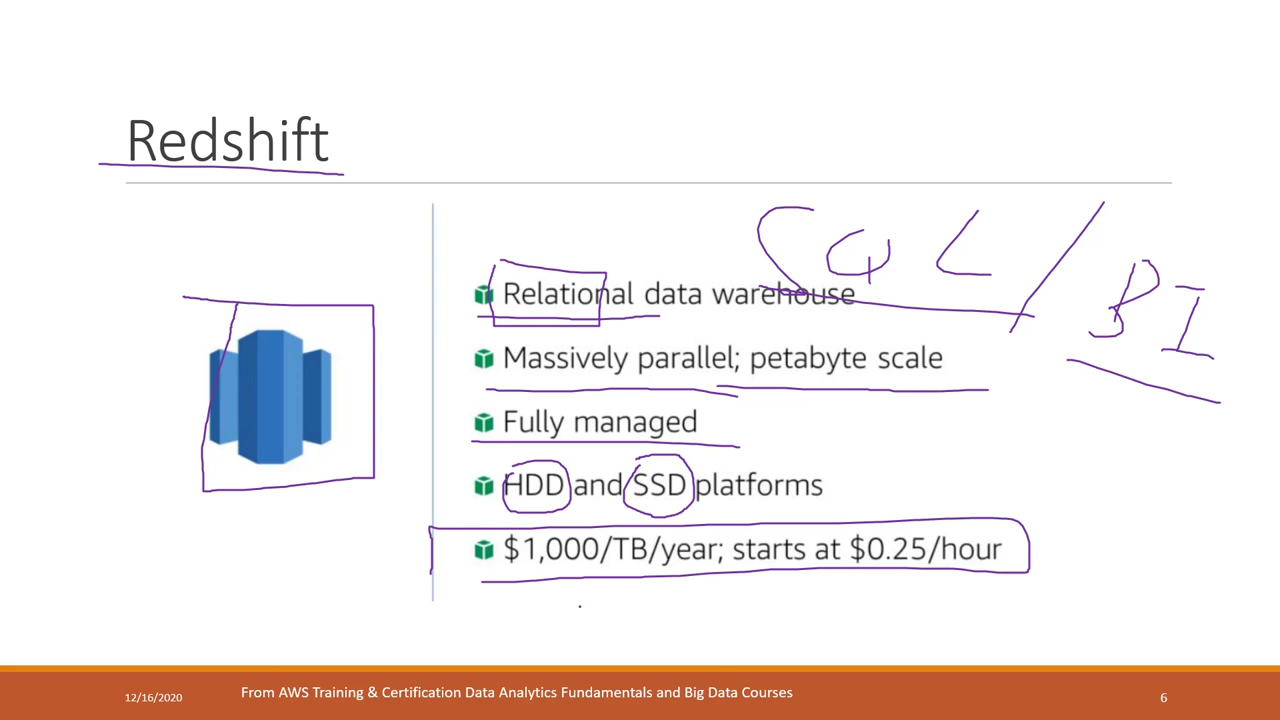 Redshift
SQL/
BI
Relational data warehouse
Massively parallel; petabyte scale
Fully managed
HDD and SSD platforms
$1,000/TB/year; starts at $0.25/hour
12/16/2020
From AWS Training & Certification Data Analytics Fundamentals and Big Data Courses
6